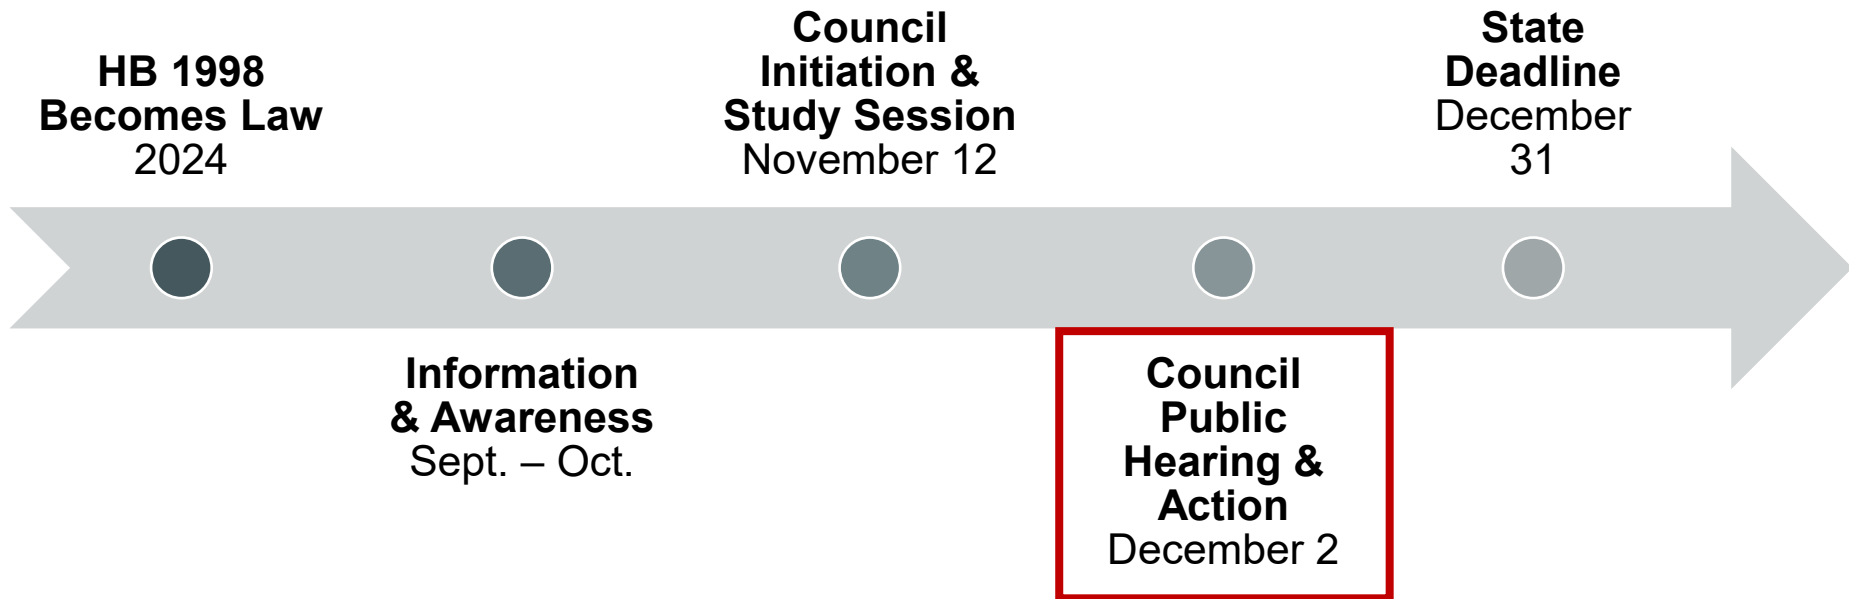 HB 1998
Becomes Law
2024
Information
& Awareness
Sept. – Oct.
Council
Initiation &
Study Session
November 12
Council
Public
Hearing &
Action
December 2
State
Deadline
December
31